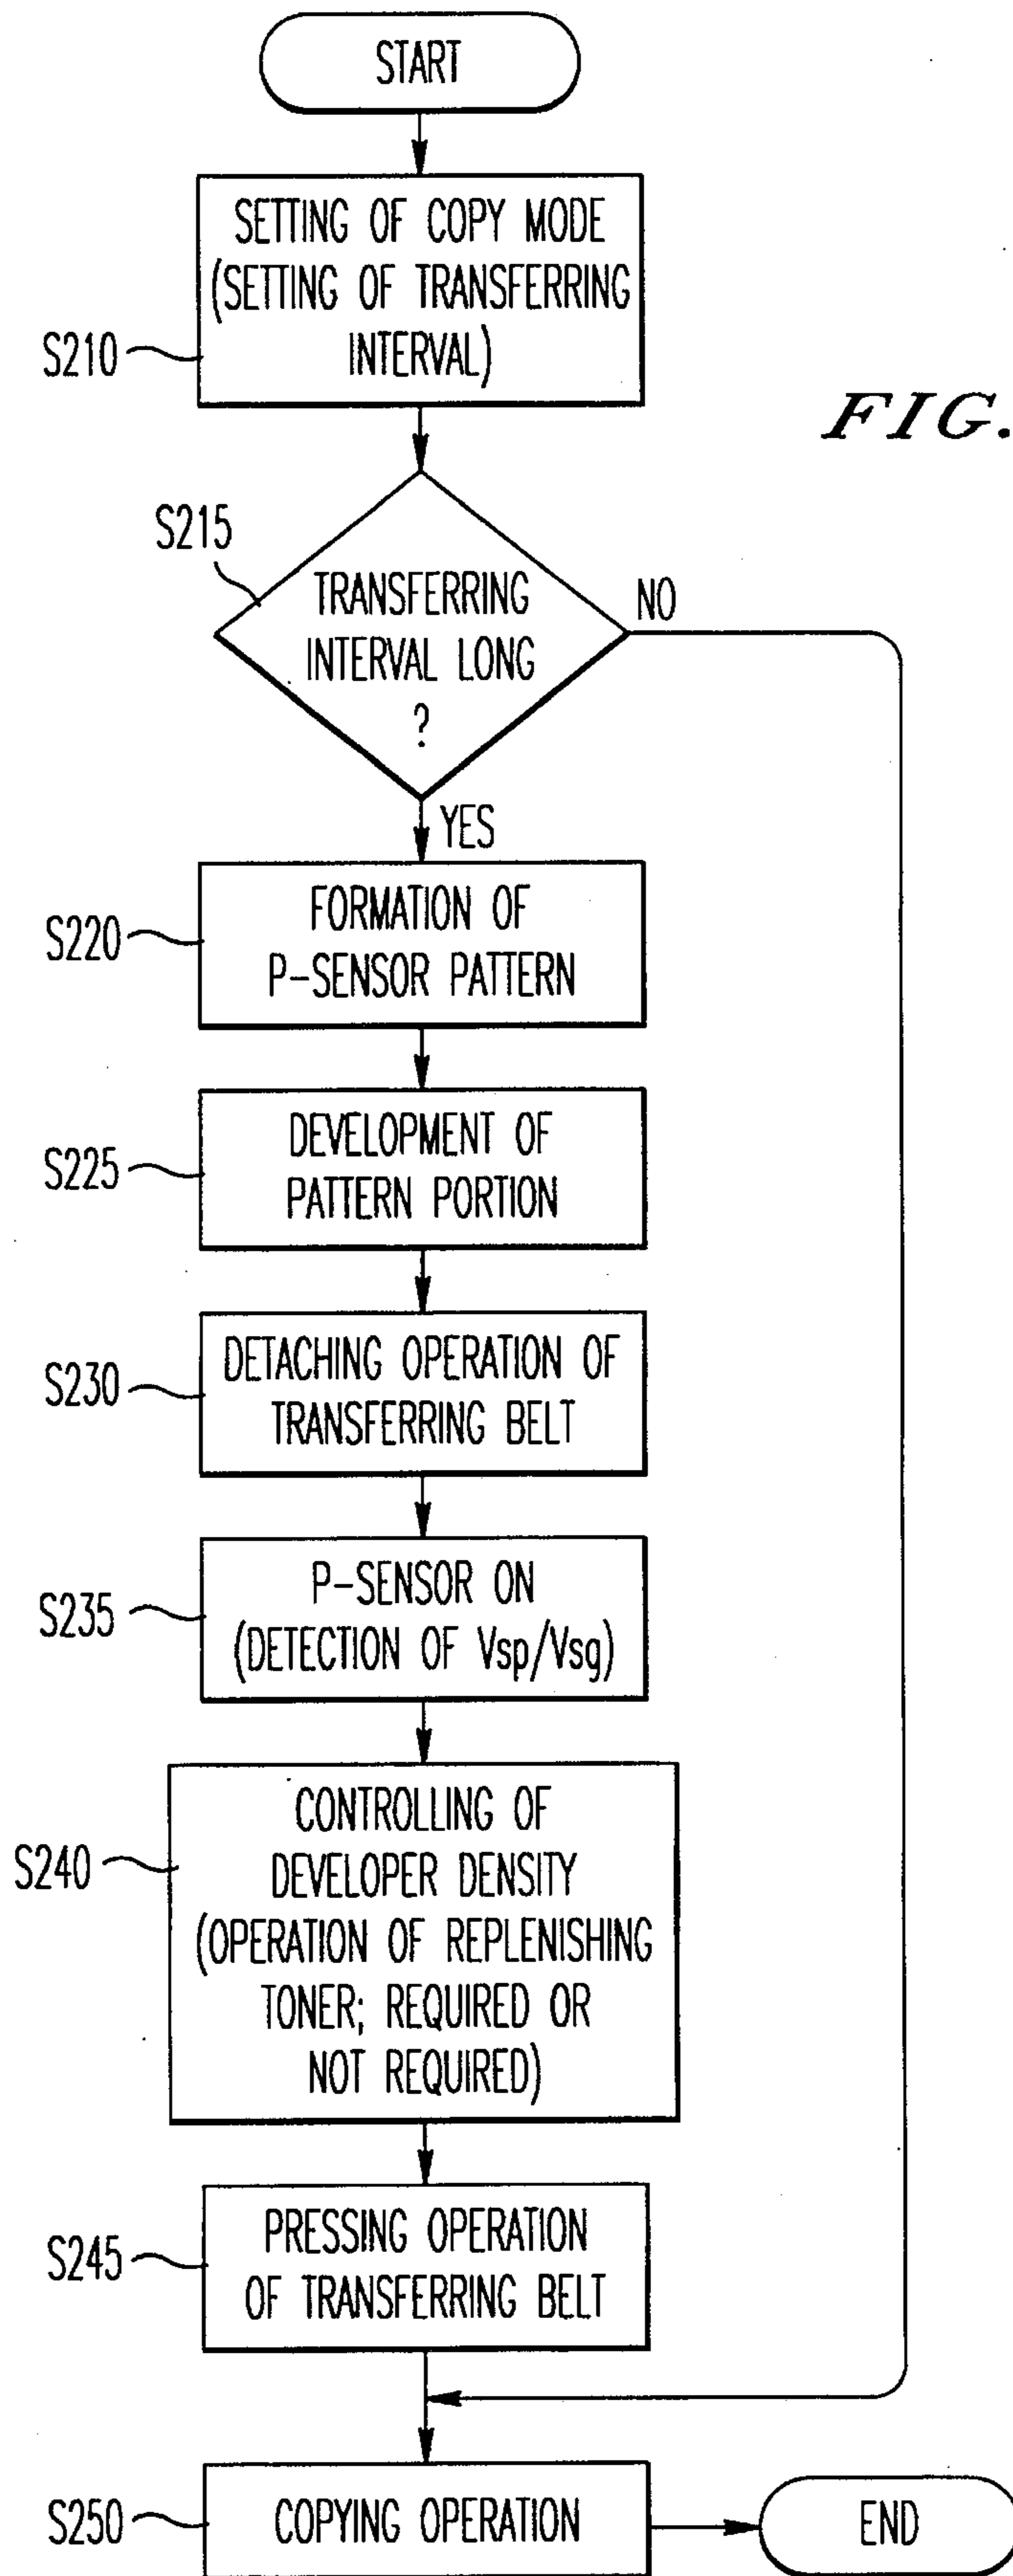 START
SETTING OF COPY MODE
(SETTING OF TRANSFERRING
INTERVAL)
S210
FIG.
S215
TRANSFERRING
INTERVAL LONG
?
NO
YES
S220
FORMATION OF
P-SENSOR PATTERN
S225
DEVELOPMENT OF
PATTERN PORTION
S230
DETACHING OPERATION OF
TRANSFERRING BELT
S235
P-SENSOR ON
(DETECTION OF Vsp/Vsg)
S240
CONTROLLING OF
DEVELOPER DENSITY
(OPERATION OF REPLENISHING
TONER; REQUIRED OR
NOT REQUIRED)
S245
PRESSING OPERATION
OF TRANSFERRING BELT
S250
COPYING OPERATION
END